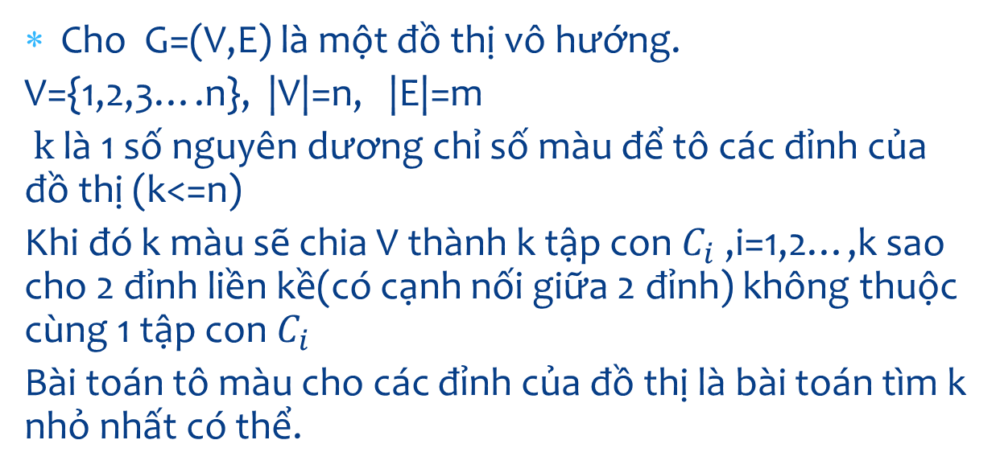 * Cho G=(V,E) là một đồ thị vô hướng.
V={1,2,3….n}, |V|=n, |E|=m
k là 1 số nguyên dương chỉ số màu để tô các đỉnh của
đồ thị (k<=n)
Khi đó k màu sẽ chia V thành k tập con 𝐶ᵢ ,i=1,2…,k sao
cho 2 đỉnh liền kề(có cạnh nối giữa 2 đỉnh) không thuộc
cùng 1 tập con 𝐶ᵢ
Bài toán tô màu cho các đỉnh của đồ thị là bài toán tìm k
nhỏ nhất có thể.